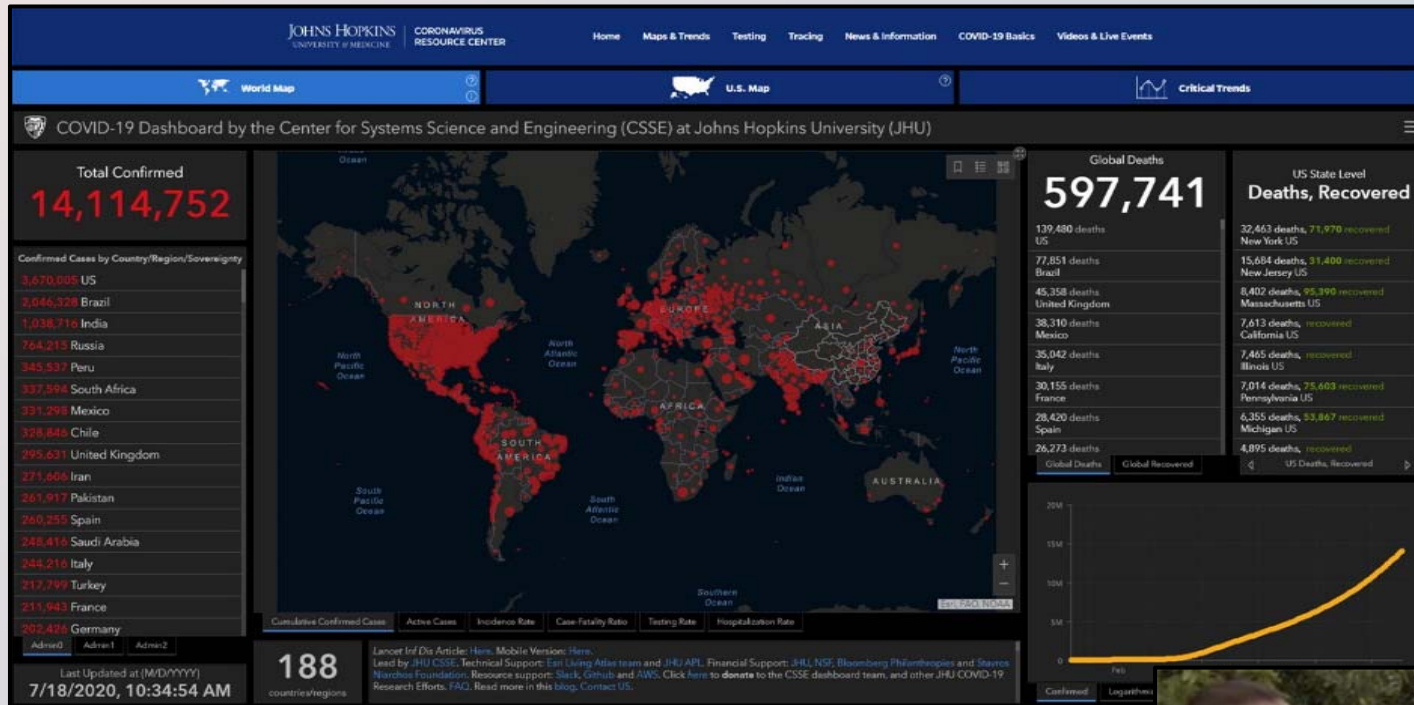 JOHNS HOPKINS
UNIVERSITY & MEDICINE
CORONAVIRUS
RESOURCE CENTER
Home Maps & Trends Testing Tracing News & Information COVID-19 Basics Videos & Live Events
World Map
U.S. Map
Critical Trends
COVID-19 Dashboard by the Center for Systems Science and Engineering (CSSE) at Johns Hopkins University (JHU)
Total Confirmed
14,114,752
Confirmed Cases by Country/Region/Sovereignty
3,670,005 US
2,046,328 Brazil
1,038,716 India
764,215 Russia
345,537 Peru
337,594 South Africa
331,298 Mexico
328,846 Chile
295,631 United Kingdom
271,606 Iran
261,917 Pakistan
260,255 Spain
248,416 Saudi Arabia
244,216 Italy
217,799 Turkey
211,943 France
202,426 Germany
Admin0 Admin1 Admin2
Last Updated at (M/D/YYYY)
7/18/2020, 10:34:54 AM
Ocean
Ocean
NORTH
AMERICA
EUROPE
ASIA
North
Pacific
Ocean
North
Atlantic
Ocean
North
Pacific
Ocean
AFRICA
SOUTH
AMERICA
Indian
Ocean
AUSTRALIA
South
Pacific
Ocean
South
Atlantic
Ocean
Southern
Ocean
Esri, FAO, NOAA
Cumulative Confirmed Cases Active Cases Incidence Rate Case-Fatality Ratio Testing Rate Hospitalization Rate
188
countries/regions
Lancet Inf Dis Article: Here. Mobile Version: Here.
Lead by JHU CSSE. Technical Support: Esri Living Atlas team and JHU APL. Financial Support: JHU, NSF, Bloomberg Philanthropies and Stavros
Niarchos Foundation. Resource support: Slack, Github and AWS. Click here to donate to the CSSE dashboard team, and other JHU COVID-19
Research Efforts. FAQ. Read more in this blog. Contact US.
Global Deaths
597,741
139,480 deaths
US
77,851 deaths
Brazil
45,358 deaths
United Kingdom
38,310 deaths
Mexico
35,042 deaths
Italy
30,155 deaths
France
28,420 deaths
Spain
26,273 deaths
Global Deaths Global Recovered
US State Level
Deaths, Recovered
32,463 deaths, 71,970 recovered
New York US
15,684 deaths, 31,400 recovered
New Jersey US
8,402 deaths, 95,390 recovered
Massachusetts US
7,613 deaths, recovered
California US
7,465 deaths, recovered
Illinois US
7,014 deaths, 75,603 recovered
Pennsylvania US
6,355 deaths, 53,867 recovered
Michigan US
4,895 deaths, recovered
US Deaths, Recovered
20M
15M
10M
5M
0
Feb
Confirmed